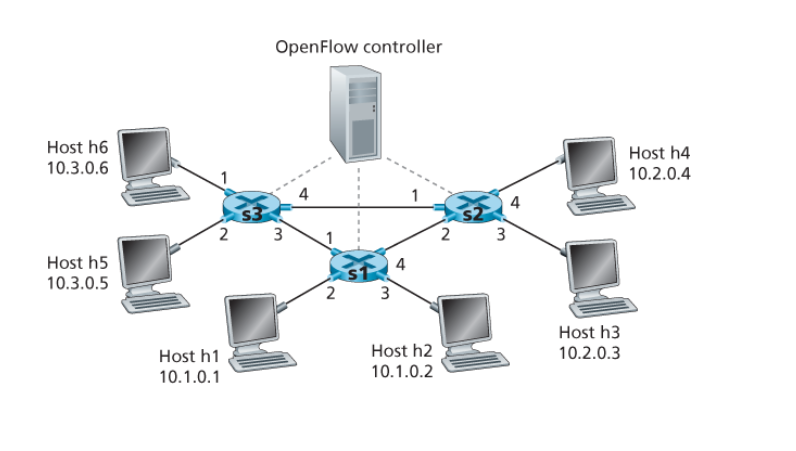 OpenFlow controller
Host h6
10.3.0.6
Host h4
10.2.0.4
1
4
1
4
s3
s2
2
3
1
2
3
Host h5
10.3.0.5
s1
4
2
3
Host h3
10.2.0.3
Host h1
10.1.0.1
Host h2
10.1.0.2